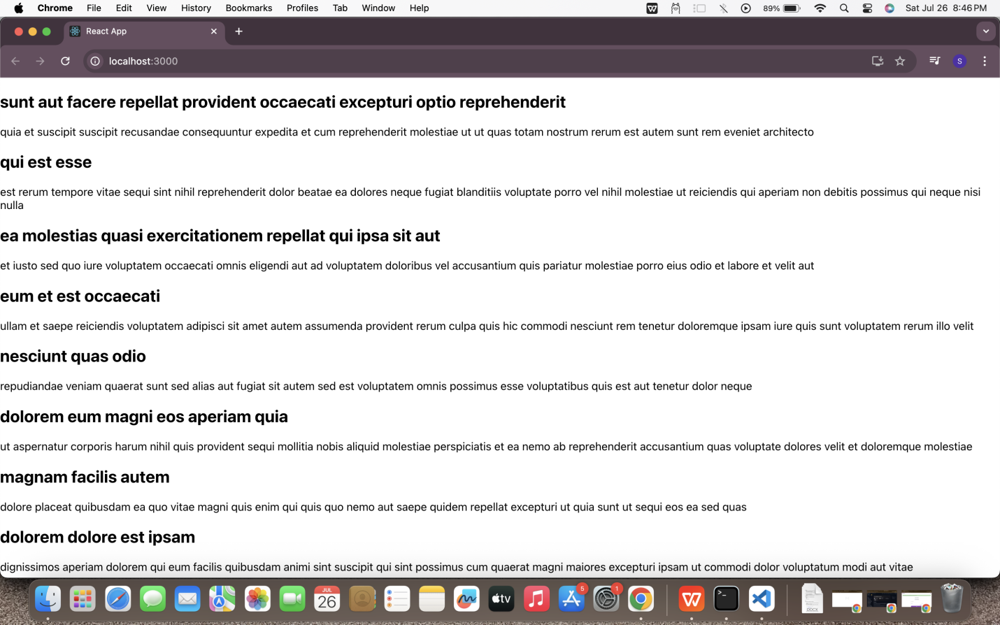 Chrome File Edit View History Bookmarks Profiles Tab Window Help 89% Sat Jul 26 8:46 PM
React App
localhost:3000 S
sunt aut facere repellat provident occaecati excepturi optio reprehenderit
quia et suscipit suscipit recusandae consequuntur expedita et cum reprehenderit molestiae ut ut quas totam nostrum rerum est autem sunt rem eveniet architecto
qui est esse
est rerum tempore vitae sequi sint nihil reprehenderit dolor beatae ea dolores neque fugiat blanditiis voluptate porro vel nihil molestiae ut reiciendis qui aperiam non debitis possimus qui neque nisi
nulla
ea molestias quasi exercitationem repellat qui ipsa sit aut
et iusto sed quo iure voluptatem occaecati omnis eligendi aut ad voluptatem doloribus vel accusantium quis pariatur molestiae porro eius odio et labore et velit aut
eum et est occaecati
ullam et saepe reiciendis voluptatem adipisci sit amet autem assumenda provident rerum culpa quis hic commodi nesciunt rem tenetur doloremque ipsam iure quis sunt voluptatem rerum illo velit
nesciunt quas odio
repudiandae veniam quaerat sunt sed alias aut fugiat sit autem sed est voluptatem omnis possimus esse voluptatibus quis est aut tenetur dolor neque
dolorem eum magni eos aperiam quia
ut aspernatur corporis harum nihil quis provident sequi mollitia nobis aliquid molestiae perspiciatis et ea nemo ab reprehenderit accusantium quas voluptate dolores velit et doloremque molestiae
magnam facilis autem
dolore placeat quibusdam ea quo vitae magni quis enim qui quis quo nemo aut saepe quidem repellat excepturi ut quia sunt ut sequi eos ea sed quas
dolorem dolore est ipsam
dignissimos aperiam dolorem qui eum facilis quibusdam animi sint suscipit qui sint possimus cum quaerat magni maiores excepturi ipsam ut commodi dolor voluptatum modi aut vitae
JUL 5 1
26 tv DOCX